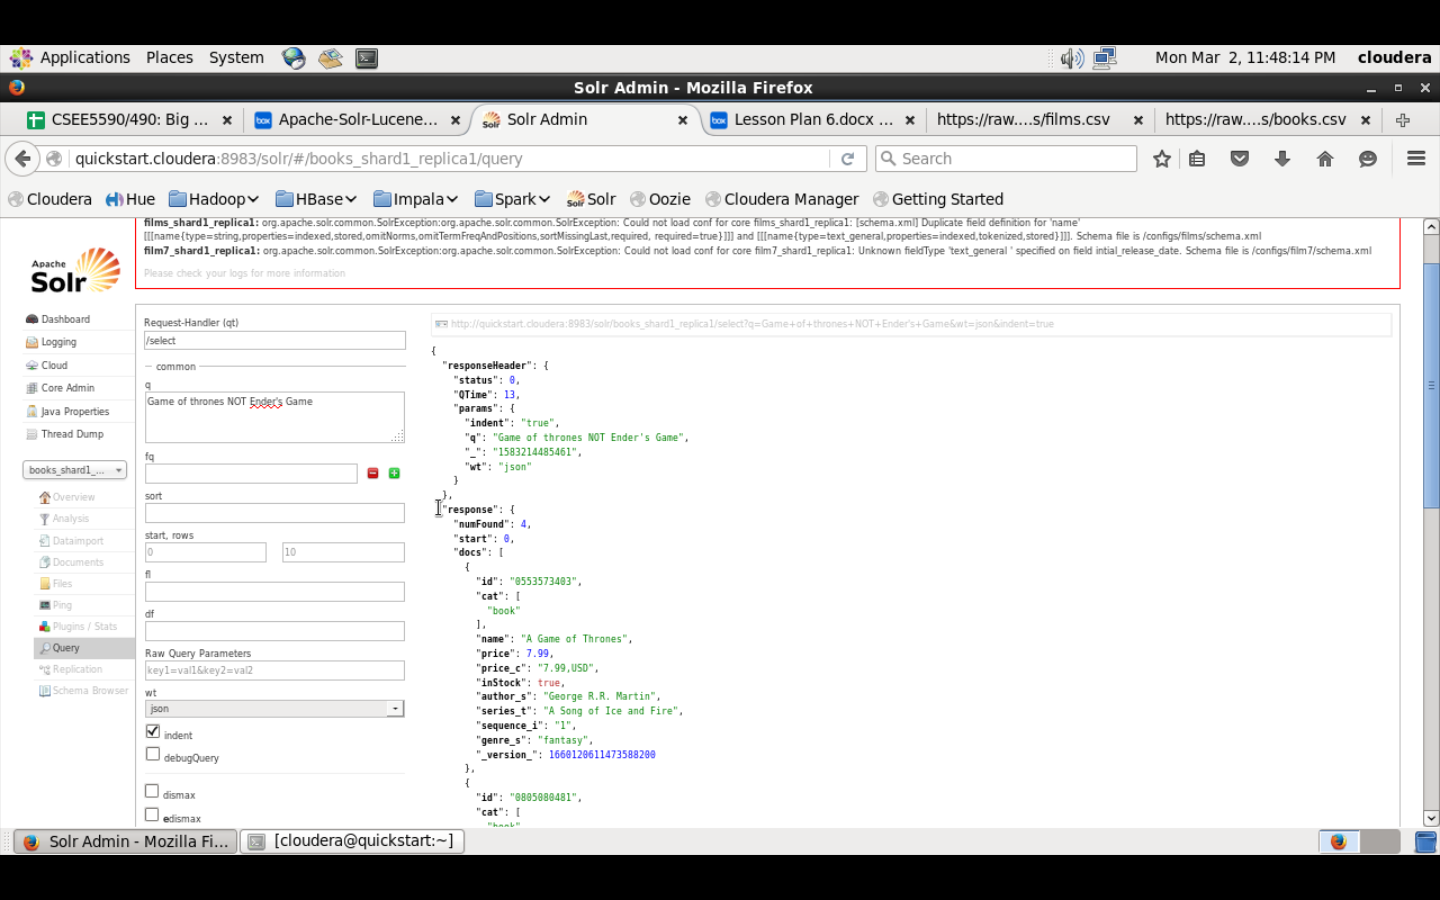 Applications Places System Mon Mar 2, 11:48:14 PM cloudera
Solr Admin - Mozilla Firefox
CSEE5590/490: Big ... Apache-Solr-Lucene... Solr Admin Lesson Plan 6.docx ... https://raw....s/films.csv https://raw....s/books.csv
quickstart.cloudera:8983/solr/#/books_shard1_replica1/query Search
Cloudera Hue Hadoop HBase Impala Spark Solr Oozie Cloudera Manager Getting Started
films_shard1_replica1: org.apache.solr.common.SolrException:org.apache.solr.common.SolrException: Could not load conf for core films_shard1_replica1: [schema.xml] Duplicate field definition for 'name'
[[[name{type=string,properties=indexed,stored,omitNorms,omitTermFreqAndPositions,sortMissingLast,required, required=true}]]] and [[[name{type=text_general,properties=indexed,tokenized,stored}]]]. Schema file is /configs/films/schema.xml
film7_shard1_replica1: org.apache.solr.common.SolrException:org.apache.solr.common.SolrException: Could not load conf for core film7_shard1_replica1: Unknown fieldType 'text_general ' specified on field intial_release_date. Schema file is /configs/film7/schema.xml
Please check your logs for more information
Apache
Solr
Dashboard
Logging
Cloud
Core Admin
Java Properties
Thread Dump
books_shard1_...
Overview
Analysis
Dataimport
Documents
Files
Ping
Plugins / Stats
Query
Replication
Schema Browser
Request-Handler (qt)
/select
common
q
Game of thrones NOT Ender's Game
fq
sort
start, rows
0 10
fl
df
Raw Query Parameters
key1=val1&key2=val2
wt
json
indent
debugQuery
dismax
edismax
http://quickstart.cloudera:8983/solr/books_shard1_replica1/select?q=Game+of+thrones+NOT+Ender's+Game&wt=json&indent=true
{
"responseHeader": {
"status": 0,
"QTime": 13,
"params": {
"indent": "true",
"q": "Game of thrones NOT Ender's Game",
"_": "1583214485461",
"wt": "json"
}
},
"response": {
"numFound": 4,
"start": 0,
"docs": [
{
"id": "0553573403",
"cat": [
"book"
],
"name": "A Game of Thrones",
"price": 7.99,
"price_c": "7.99,USD",
"inStock": true,
"author_s": "George R.R. Martin",
"series_t": "A Song of Ice and Fire",
"sequence_i": "1",
"genre_s": "fantasy",
"_version_": 1660120611473588200
},
{
"id": "0805080481",
"cat": [
"book"
Solr Admin - Mozilla Fi... [cloudera@quickstart:~]